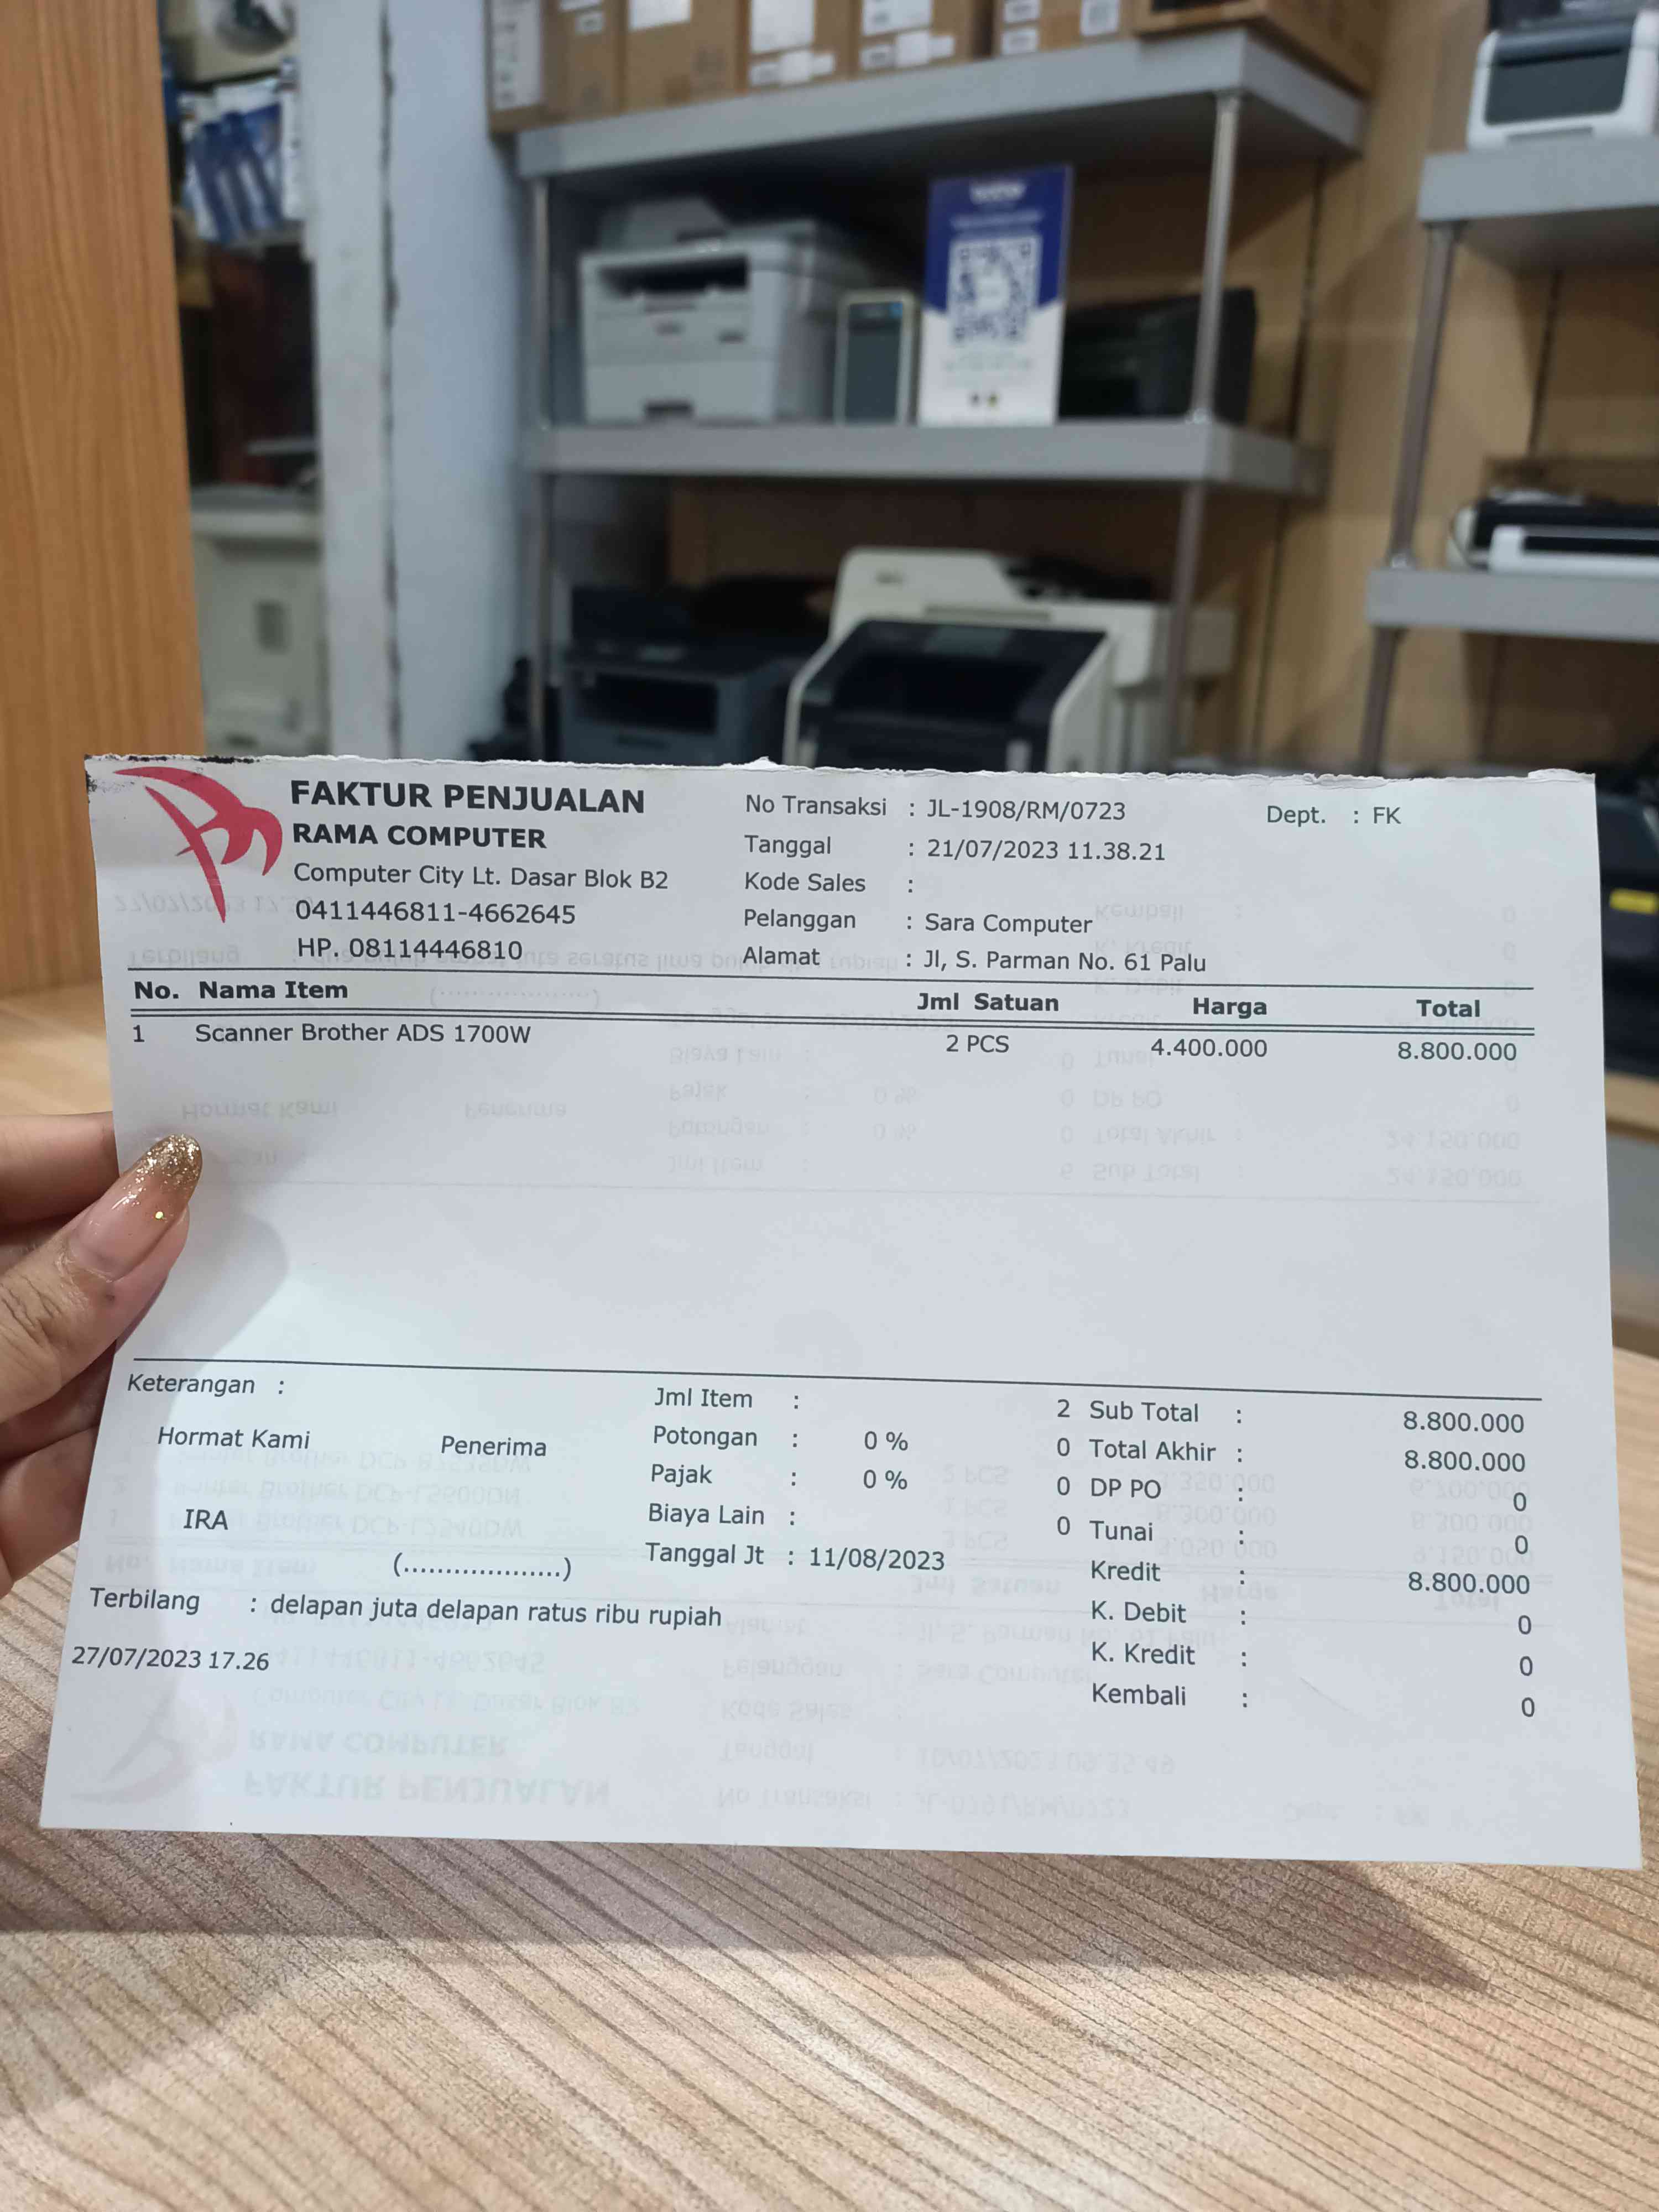 FAKTUR PENJUALAN
RAMA COMPUTER
Computer City Lt. Dasar Blok B2
0411446811-4662645
HP. 08114446810
No Transaksi : JL-1908/RM/0723
Tanggal : 21/07/2023 11.38.21
Kode Sales :
Pelanggan : Sara Computer
Alamat : Jl, S. Parman No. 61 Palu
Dept. : FK
No. Nama Item Jml Satuan Harga Total
1 Scanner Brother ADS 1700W 2 PCS 4.400.000 8.800.000
Keterangan :
Hormat Kami Penerima
IRA
(...................)
Jml Item : 2
Potongan : 0 % 0
Pajak : 0 % 0
Biaya Lain : 0
Tanggal Jt : 11/08/2023
Sub Total : 8.800.000
Total Akhir : 8.800.000
DP PO : 0
Tunai : 0
Kredit : 8.800.000
K. Debit : 0
K. Kredit : 0
Kembali : 0
Terbilang : delapan juta delapan ratus ribu rupiah
27/07/2023 17.26